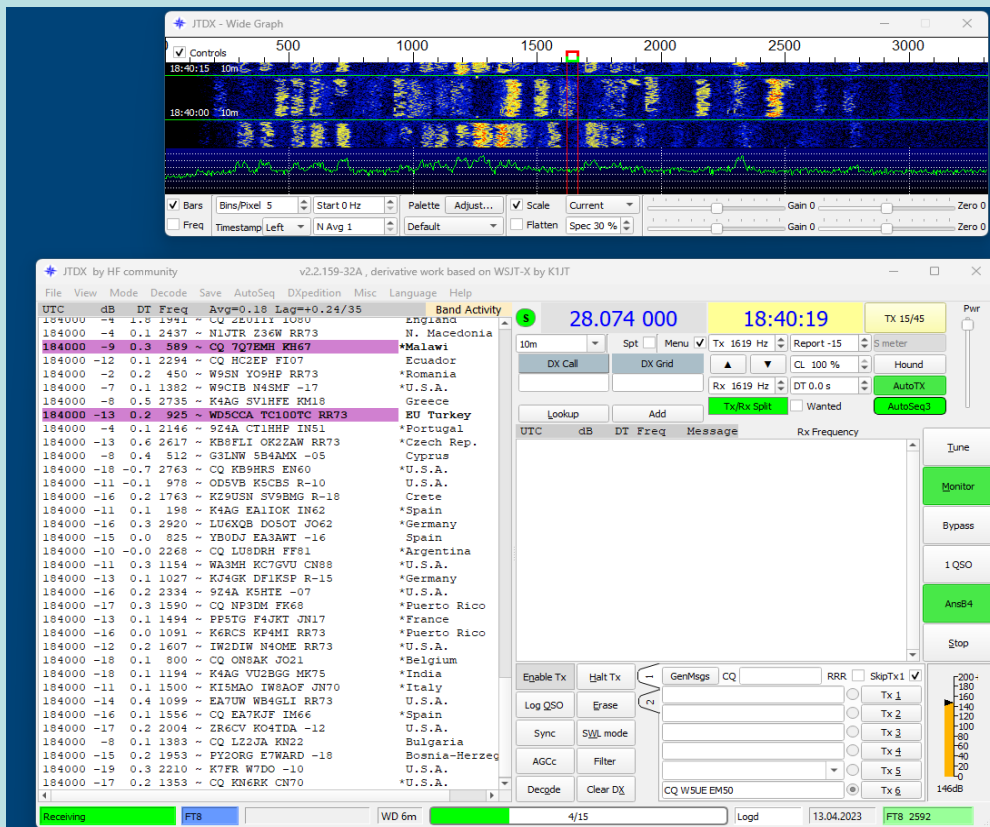 JTDX - Wide Graph
Controls
500 1000 1500 2000 2500 3000
18:40:15 10m
18:40:00 10m
Bars Bins/Pixel 5 Start 0 Hz Palette Adjust... Scale Current Gain 0 Zero 0
Freq Timestamp Left N Avg 1 Default Flatten Spec 30 % Gain 0 Zero 0
JTDX by HF community v2.2.159-32A , derivative work based on WSJT-X by K1JT
File View Mode Decode Save AutoSeq DXpedition Misc Language Help
UTC dB DT Freq Avg=0.18 Lag=+0.24/35 Band Activity
184000 -4 1.8 1941 ~ CQ 2E0IIY IO80 England
184000 -4 0.1 2437 ~ N1JTR Z36W RR73 N. Macedonia
184000 -9 0.3 589 ~ CQ 7Q7EMH KH67 *Malawi
184000 -12 0.1 2294 ~ CQ HC2EP FI07 Ecuador
184000 -2 0.2 450 ~ W9SN YO9HP RR73 *Romania
184000 -7 0.1 1382 ~ W9CIB N4SMF -17 *U.S.A.
184000 -8 0.5 2735 ~ K4AG SV1HFE KM18 Greece
184000 -13 0.2 925 ~ WD5CCA TC100TC RR73 EU Turkey
184000 -4 0.1 2146 ~ 9Z4A CT1HHP IN51 *Portugal
184000 -13 0.6 2617 ~ KB8FLI OK2ZAW RR73 *Czech Rep.
184000 -8 0.4 512 ~ G3LNW 5B4AMX -05 Cyprus
184000 -18 -0.7 2763 ~ CQ KB9HRS EN60 *U.S.A.
184000 -11 -0.1 978 ~ OD5VB K5CBS R-10 U.S.A.
184000 -16 0.2 1763 ~ KZ9USN SV9BMG R-18 Crete
184000 -11 0.1 198 ~ K4AG EA1IOK IN62 *Spain
184000 -16 0.3 2920 ~ LU6XQB DO5OT JO62 *Germany
184000 -15 0.0 825 ~ YB0DJ EA3AWT -16 Spain
184000 -10 -0.0 2268 ~ CQ LU8DRH FF81 *Argentina
184000 -11 0.3 1154 ~ WA3MH KC7GVU CN88 *U.S.A.
184000 -13 0.1 1027 ~ KJ4GK DF1KSP R-15 *Germany
184000 -16 0.2 2334 ~ 9Z4A K5HTE -07 *U.S.A.
184000 -17 0.3 1590 ~ CQ NP3DM FK68 *Puerto Rico
184000 -13 0.1 1494 ~ PP5TG F4JKT JN17 *France
184000 -16 0.0 1091 ~ K6RCS KP4MI RR73 *Puerto Rico
184000 -12 0.2 1607 ~ IW2DIW N4OME RR73 *U.S.A.
184000 -18 0.1 800 ~ CQ ON8AK JO21 *Belgium
184000 -18 0.1 1194 ~ K4AG VU2BGG MK75 *India
184000 -11 0.1 1500 ~ KI5MAO IW8AOF JN70 *Italy
184000 -14 0.4 1099 ~ EA7UW WB4GLI RR73 U.S.A.
184000 -16 0.1 1556 ~ CQ EA7KJF IM66 *Spain
184000 -17 0.2 2004 ~ ZR6CV KO4TDA -12 U.S.A.
184000 -8 0.1 1383 ~ CQ LZ2JA KN22 Bulgaria
184000 -15 0.2 1953 ~ PY2ORG E7WARD -18 Bosnia-Herzeg
184000 -19 0.3 2210 ~ K7FR W7DO -10 U.S.A.
184000 -17 0.2 1353 ~ CQ KN6RK CN70 *U.S.A.
S 28.074 000 18:40:19 TX 15/45 Pwr
10m Spt Menu Tx 1619 Hz Report -15 S meter
DX Call DX Grid CL 100 % Hound
Rx 1619 Hz DT 0.0 s AutoTX
Lookup Add Tx/Rx Split Wanted AutoSeq3
UTC dB DT Freq Message Rx Frequency
Tune
Monitor
Bypass
1 QSO
AnsB4
Stop
Enable Tx Halt Tx 1 GenMsgs CQ RRR SkipTx1
Log QSO Erase 2 Tx 1
Tx 2
Sync SWL mode Tx 3
AGCc Filter Tx 4
Tx 5
Decode Clear DX CQ W5UE EM50 Tx 6
200
180
160
140
120
100
80
60
40
20
0
146dB
Receiving FT8 WD 6m 4/15 Logd 13.04.2023 FT8 2592